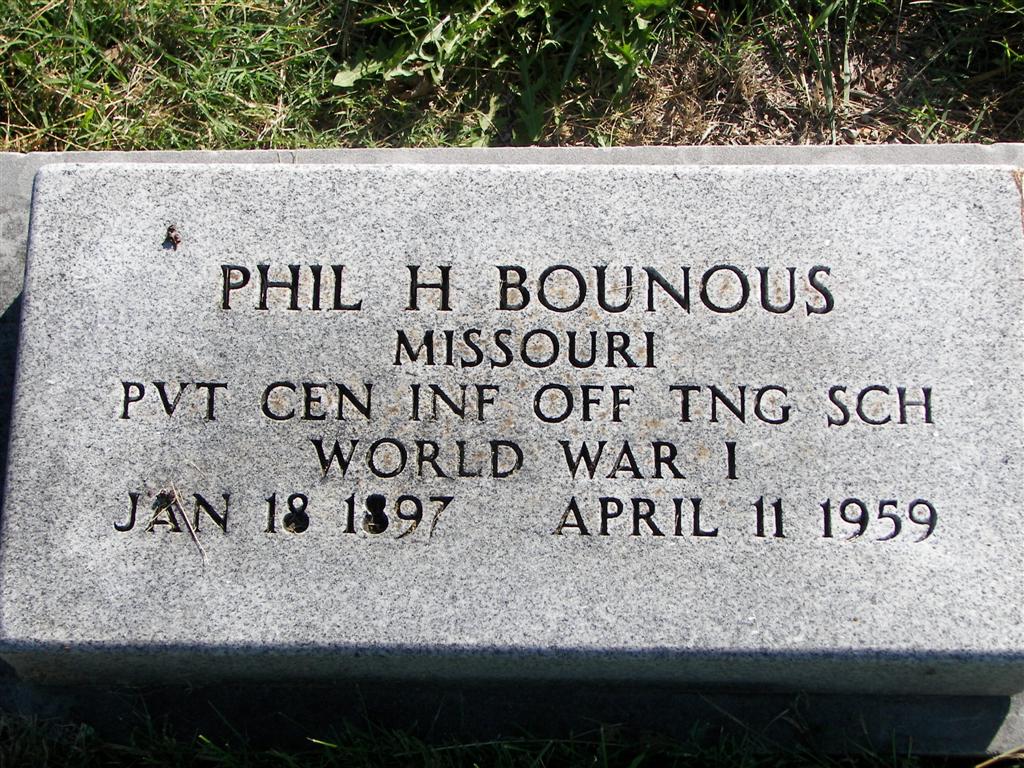 PHIL H BOUNOUS
MISSOURI
PVT CEN INF OFF TNG SCH
WORLD WAR I
JAN 18 1897 APRIL 11 1959